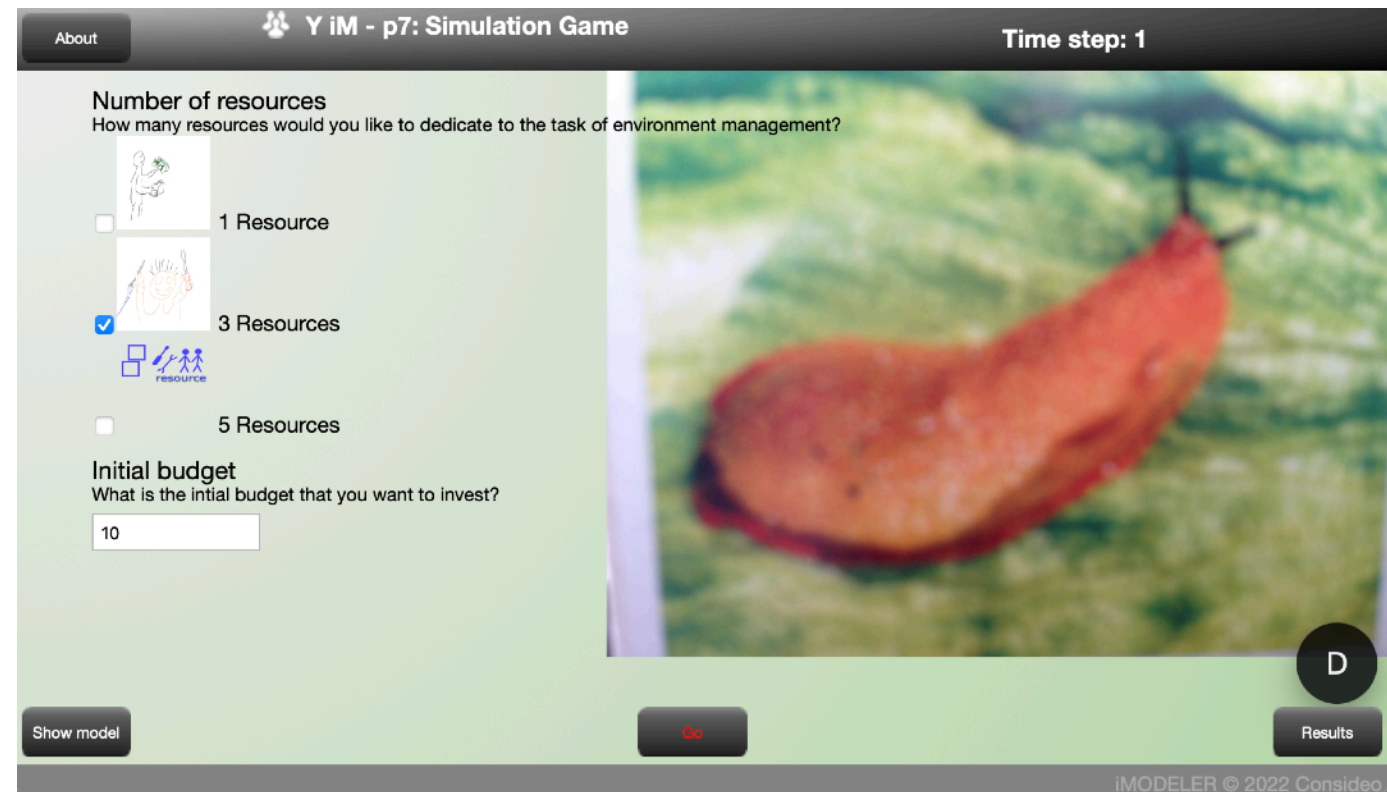 About
Y iM - p7: Simulation Game
Time step: 1
Number of resources
How many resources would you like to dedicate to the task of environment management?
1 Resource
3 Resources
resource
5 Resources
Initial budget
What is the intial budget that you want to invest?
10
D
Show model
Go
Results
iMODELER © 2022 Consideo